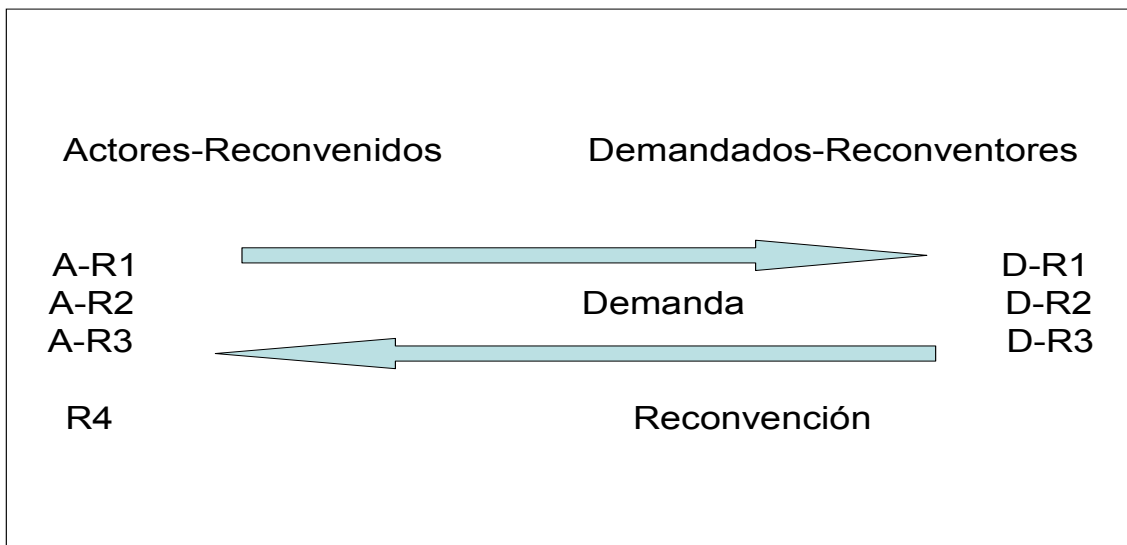 Actores-Reconvenidos Demandados-Reconventores
A-R1 D-R1
A-R2 Demanda D-R2
A-R3 D-R3
R4 Reconvención